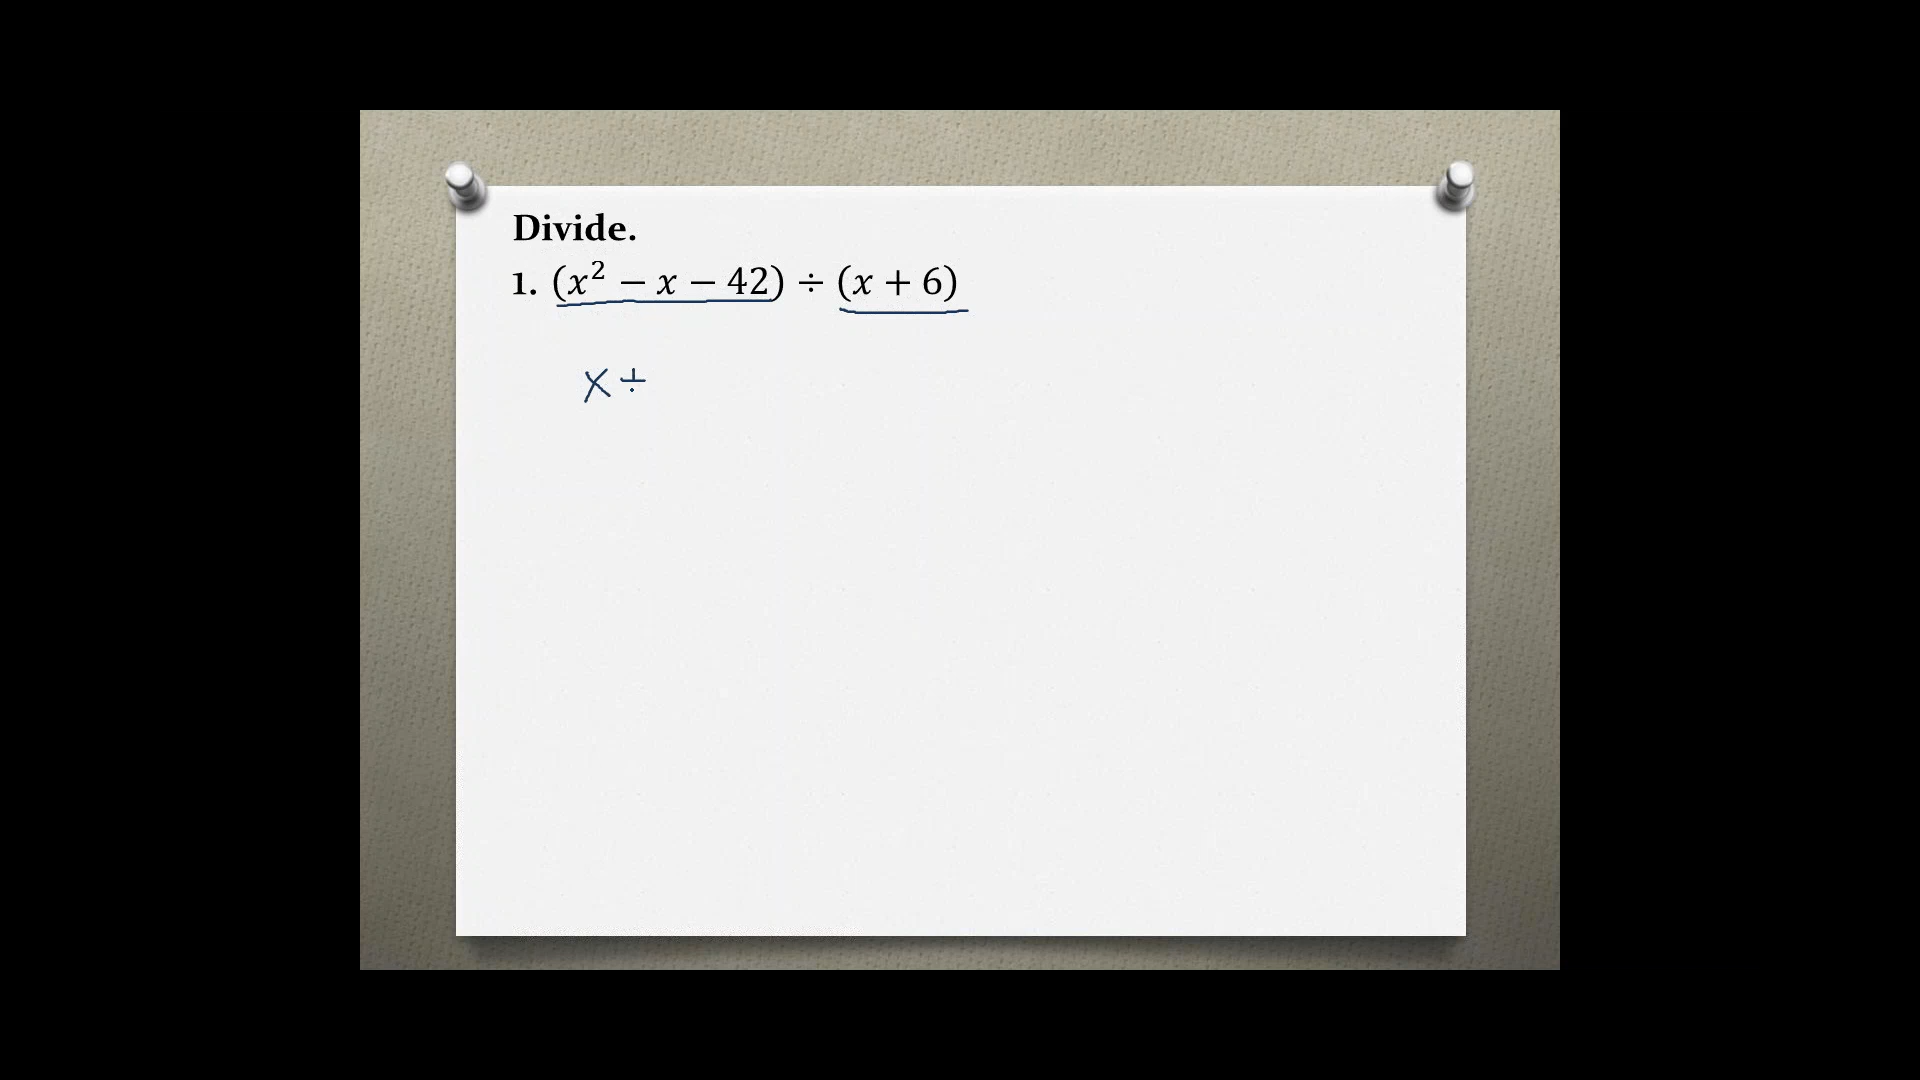 Divide.
1. (x² − x − 42) ÷ (x + 6)
x +